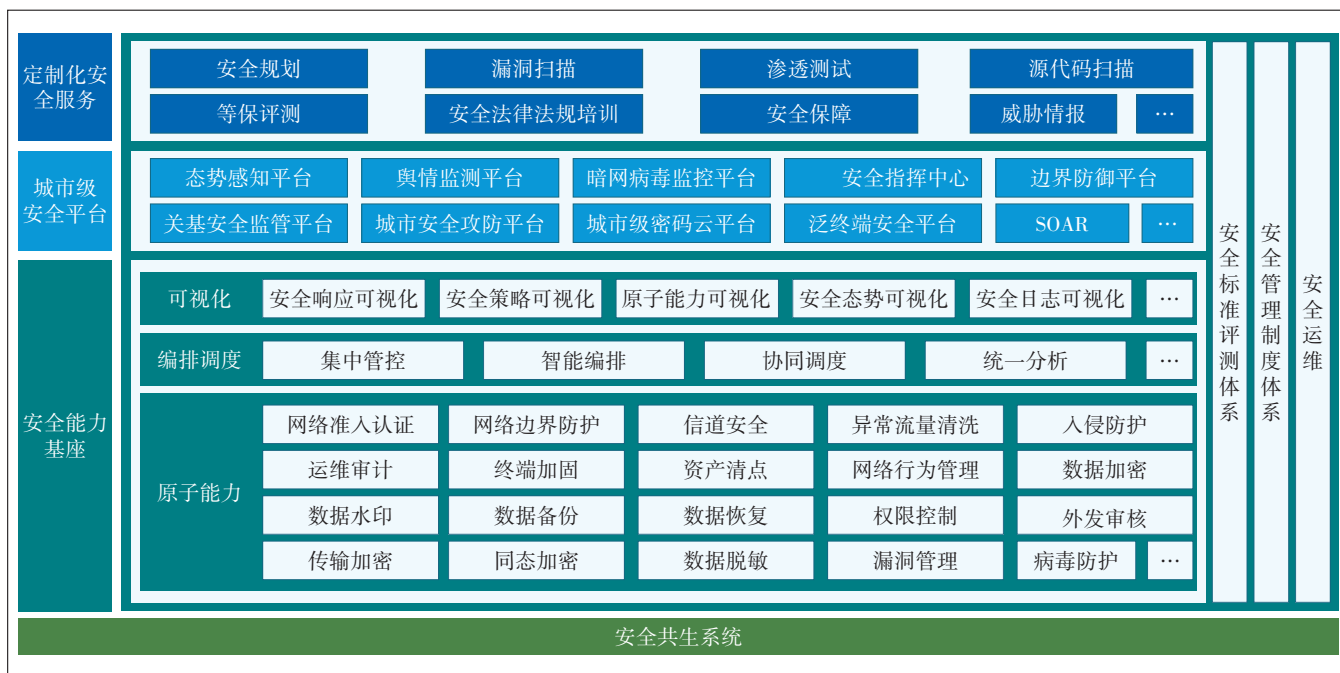 定制化安
全服务
安全规划
漏洞扫描
渗透测试
源代码扫描
等保评测
安全法律法规培训
安全保障
威胁情报
…
城市级
安全平台
态势感知平台
舆情监测平台
暗网病毒监控平台
安全指挥中心
边界防御平台
关基安全监管平台
城市安全攻防平台
城市级密码云平台
泛终端安全平台
SOAR
…
安全能力
基座
可视化
安全响应可视化
安全策略可视化
原子能力可视化
安全态势可视化
安全日志可视化
…
编排调度
集中管控
智能编排
协同调度
统一分析
…
原子能力
网络准入认证
网络边界防护
信道安全
异常流量清洗
入侵防护
运维审计
终端加固
资产清点
网络行为管理
数据加密
数据水印
数据备份
数据恢复
权限控制
外发审核
传输加密
同态加密
数据脱敏
漏洞管理
病毒防护
…
安全标准评测体系
安全管理制度体系
安全运维
安全共生系统